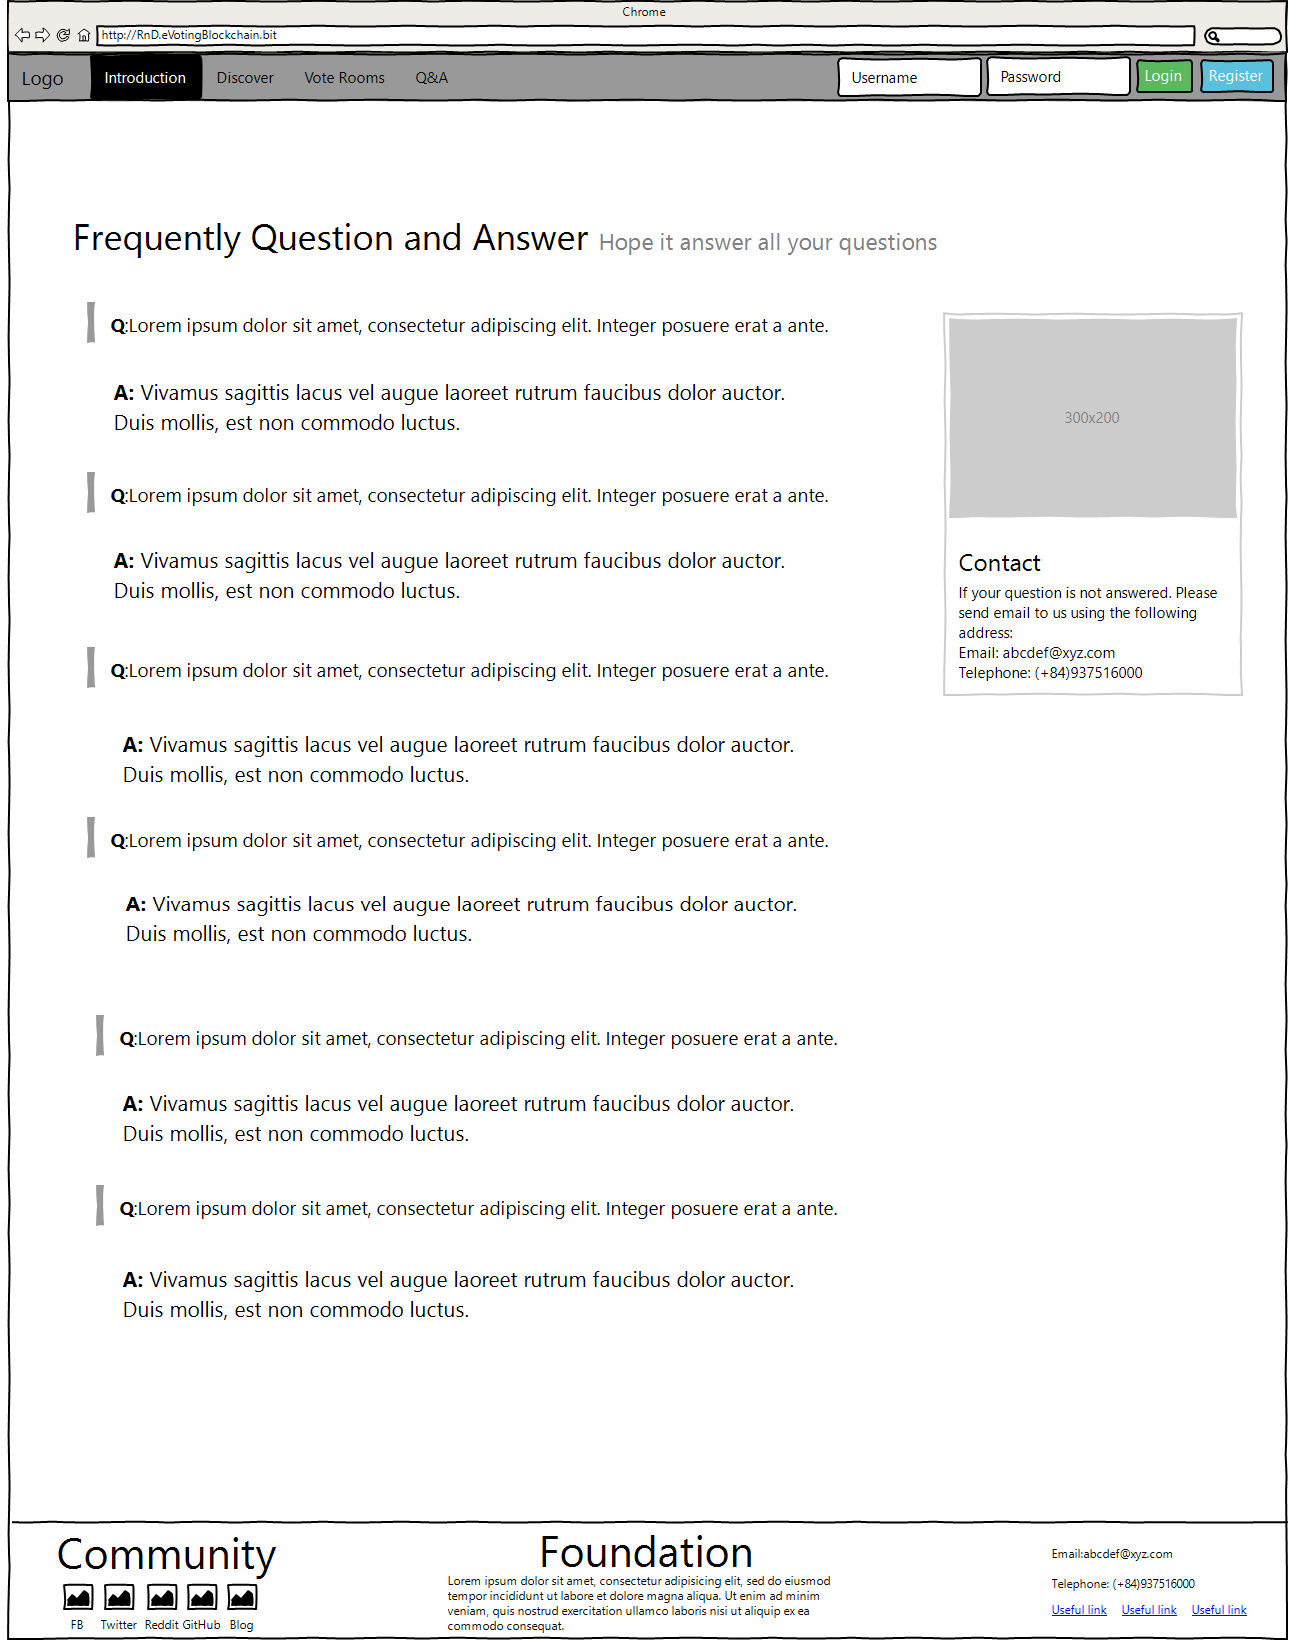 Chrome
http://RnD.eVotingBlockchain.bit
Logo Introduction Discover Vote Rooms Q&A Username Password Login Register
Frequently Question and Answer Hope it answer all your questions
Q:Lorem ipsum dolor sit amet, consectetur adipiscing elit. Integer posuere erat a ante.
A: Vivamus sagittis lacus vel augue laoreet rutrum faucibus dolor auctor.
Duis mollis, est non commodo luctus.
Q:Lorem ipsum dolor sit amet, consectetur adipiscing elit. Integer posuere erat a ante.
A: Vivamus sagittis lacus vel augue laoreet rutrum faucibus dolor auctor.
Duis mollis, est non commodo luctus.
Q:Lorem ipsum dolor sit amet, consectetur adipiscing elit. Integer posuere erat a ante.
A: Vivamus sagittis lacus vel augue laoreet rutrum faucibus dolor auctor.
Duis mollis, est non commodo luctus.
Q:Lorem ipsum dolor sit amet, consectetur adipiscing elit. Integer posuere erat a ante.
A: Vivamus sagittis lacus vel augue laoreet rutrum faucibus dolor auctor.
Duis mollis, est non commodo luctus.
Q:Lorem ipsum dolor sit amet, consectetur adipiscing elit. Integer posuere erat a ante.
A: Vivamus sagittis lacus vel augue laoreet rutrum faucibus dolor auctor.
Duis mollis, est non commodo luctus.
Q:Lorem ipsum dolor sit amet, consectetur adipiscing elit. Integer posuere erat a ante.
A: Vivamus sagittis lacus vel augue laoreet rutrum faucibus dolor auctor.
Duis mollis, est non commodo luctus.
300x200
Contact
If your question is not answered. Please
send email to us using the following
address:
Email: abcdef@xyz.com
Telephone: (+84)937516000
Community
FB Twitter Reddit GitHub Blog
Foundation
Lorem ipsum dolor sit amet, consectetur adipisicing elit, sed do eiusmod
tempor incididunt ut labore et dolore magna aliqua. Ut enim ad minim
veniam, quis nostrud exercitation ullamco laboris nisi ut aliquip ex ea
commodo consequat.
Email:abcdef@xyz.com
Telephone: (+84)937516000
Useful link Useful link Useful link